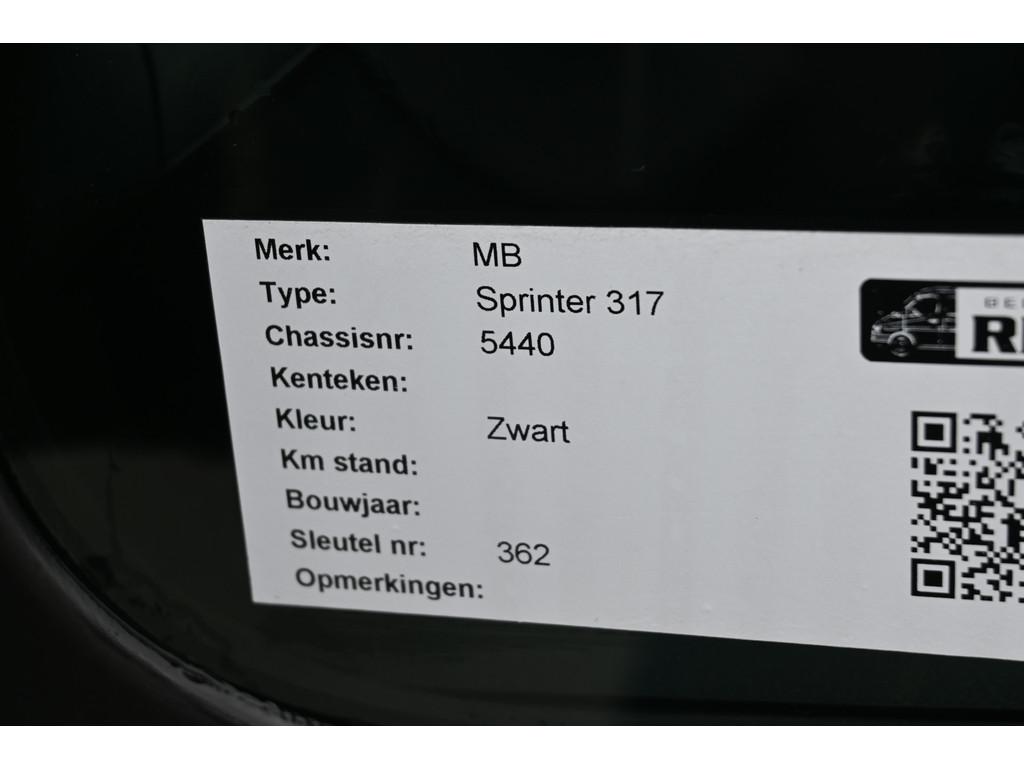 Merk: MB
Type: Sprinter 317
Chassisnr: 5440
Kenteken:
Kleur: Zwart
Km stand:
Bouwjaar:
Sleutel nr: 362
Opmerkingen: